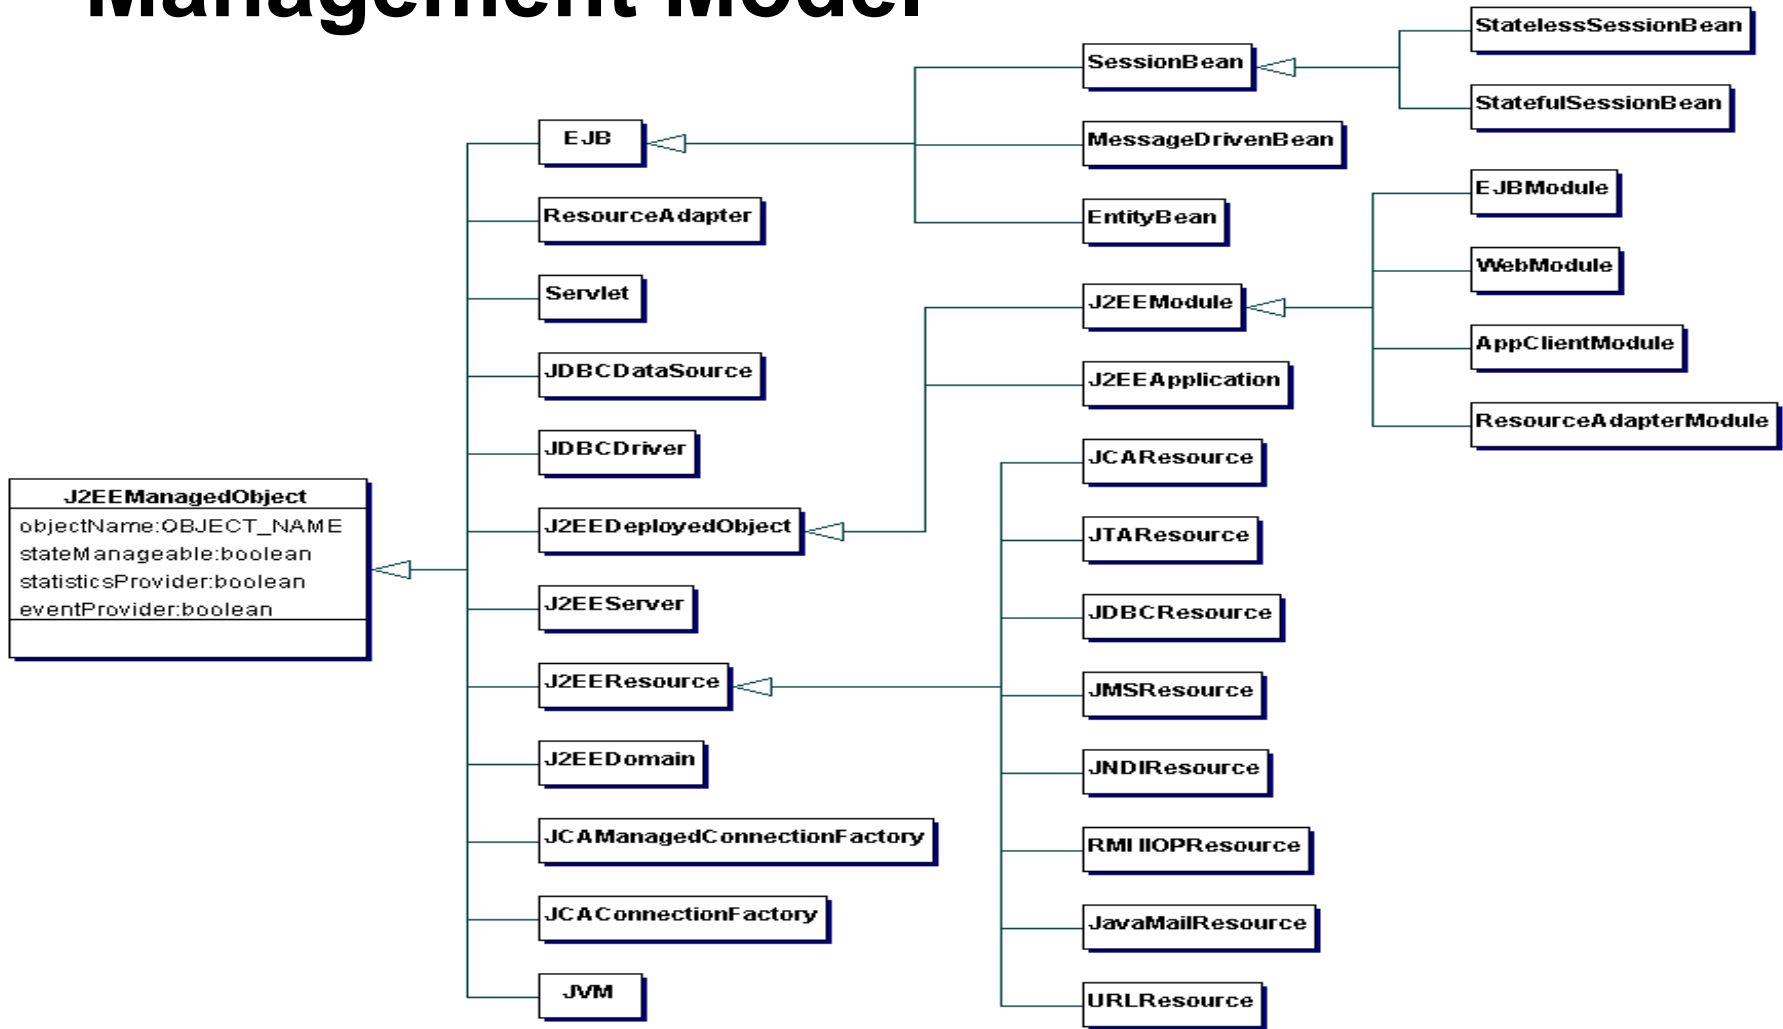 Management Model
StatelessSessionBean
SessionBean
StatefulSessionBean
EJB
MessageDrivenBean
EJBModule
ResourceAdapter
EntityBean
WebModule
Servlet
J2EEModule
AppClientModule
JDBCDataSource
J2EEApplication
ResourceAdapterModule
JDBCDriver
JCAResource
J2EEManagedObject
objectName:OBJECT_NAME
stateManageable:boolean
statisticsProvider:boolean
eventProvider:boolean
J2EEDeployedObject
JTAResource
J2EEServer
JDBCResource
J2EEResource
JMSResource
J2EEDomain
JNDIResource
JCAManagedConnectionFactory
RMI IIOPResource
JCAConnectionFactory
JavaMailResource
JVM
URLResource